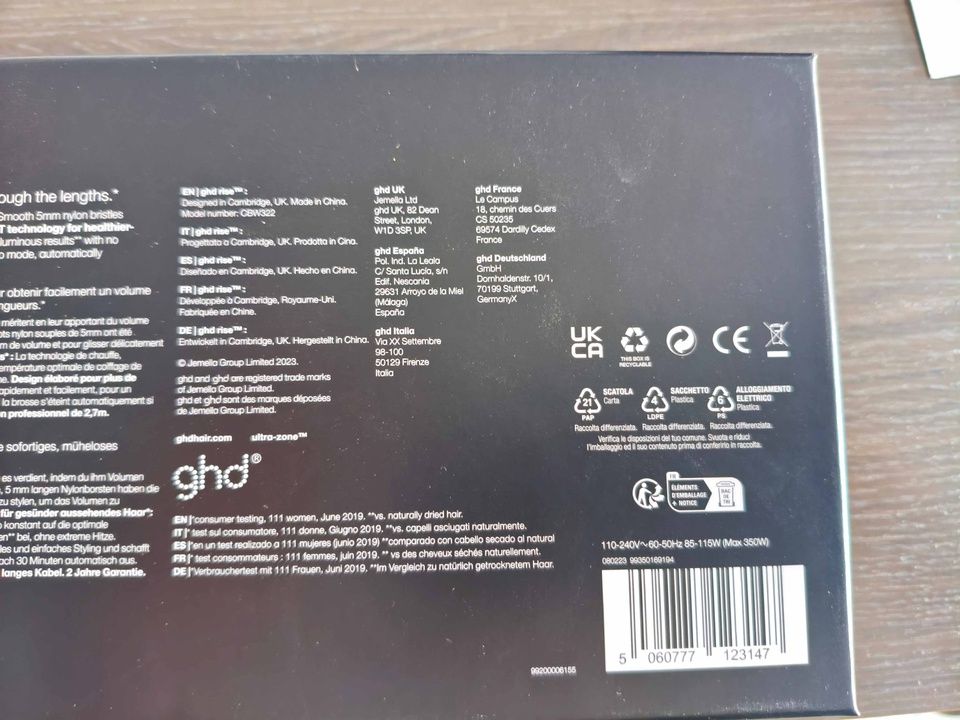 ough the lengths.*
Smooth 5mm nylon bristles
T technology for healthier-
luminous results** with no
p mode, automatically
r obtenir facilement un volume
ngueurs.*
méritent en leur apportant du volume
ots nylon souples de 5mm ont été
m de volume et pour glisser délicatement
s* : La technologie de chauffe,
empérature optimale de coiffage de
ne. Design élaboré pour plus de
apidement et facilement, pour un
la brosse s'éteint automatiquement si
n professionnel de 2,7m.
e sofortiges, müheloses
es verdient, indem du ihm Volumen
, 5 mm langen Nylonborsten haben die
zu stylen, um das Volumen zu
für gesünder aussehendes Haar*:
o konstant auf die optimale
en** bei, ohne extreme Hitze.
lles und einfaches Styling und schafft
ach 30 Minuten automatisch aus.
langes Kabel. 2 Jahre Garantie.
EN | ghd rise™ :
Designed in Cambridge, UK. Made in China.
Model number: CBW322
IT | ghd rise™ :
Progettata a Cambridge, UK. Prodotta in Cina.
ES | ghd rise™ :
Diseñado en Cambridge, UK. Hecho en China.
FR | ghd rise™ :
Développée à Cambridge, Royaume-Uni.
Fabriquée en Chine.
DE | ghd rise™ :
Entwickelt in Cambridge, UK. Hergestellt in China.
© Jemella Group Limited 2023.
ghd and ghd are registered trade marks
of Jemella Group Limited.
ghd et ghd sont des marques déposées
de Jemella Group Limited.
ghdhair.com ultra-zone™
ghd®
EN |*consumer testing, 111 women, June 2019. **vs. naturally dried hair.
IT |* test sul consumatore, 111 donne, Giugno 2019. **vs. capelli asciugati naturalmente.
ES |*en un test realizado a 111 mujeres (junio 2019) **comparado con cabello secado al natural
FR |* test consommateurs : 111 femmes, juin 2019. ** vs des cheveux séchés naturellement.
DE |*Verbrauchertest mit 111 Frauen, Juni 2019. **Im Vergleich zu natürlich getrocknetem Haar.
ghd UK
Jemella Ltd
ghd UK, 82 Dean
Street, London,
W1D 3SP, UK
ghd España
Pol. Ind. La Leala
C/ Santa Lucía, s/n
Edif. Nescania
29631 Arroyo de la Miel
(Málaga)
España
ghd Italia
Via XX Settembre
98-100
50129 Firenze
Italia
ghd France
Le Campus
18, chemin des Cuers
CS 50235
69574 Dardilly Cedex
France
ghd Deutschland
GmbH
Dornhaldenstr. 10/1,
70199 Stuttgart,
GermanyX
UK
CA
THIS BOX IS
RECYCLABLE
CE
21
PAP
SCATOLA
Carta
4
LDPE
SACCHETTO
Plastica
6
PS
ALLOGGIAMENTO
ELETTRICO
Plastica
Raccolta differenziata. Raccolta differenziata. Raccolta differenziata.
Verifica le disposizioni del tuo comune. Svuota e riduci
l'imballaggio ed il suo contenuto prima di conferirlo in raccolta.
FR
ÉLÉMENTS
D'EMBALLAGE
+ NOTICE
BAC
DE TRI
110-240V~ 60-50Hz 85-115W (Max 350W)
080223 99350169194
5 060777 123147
99200006155